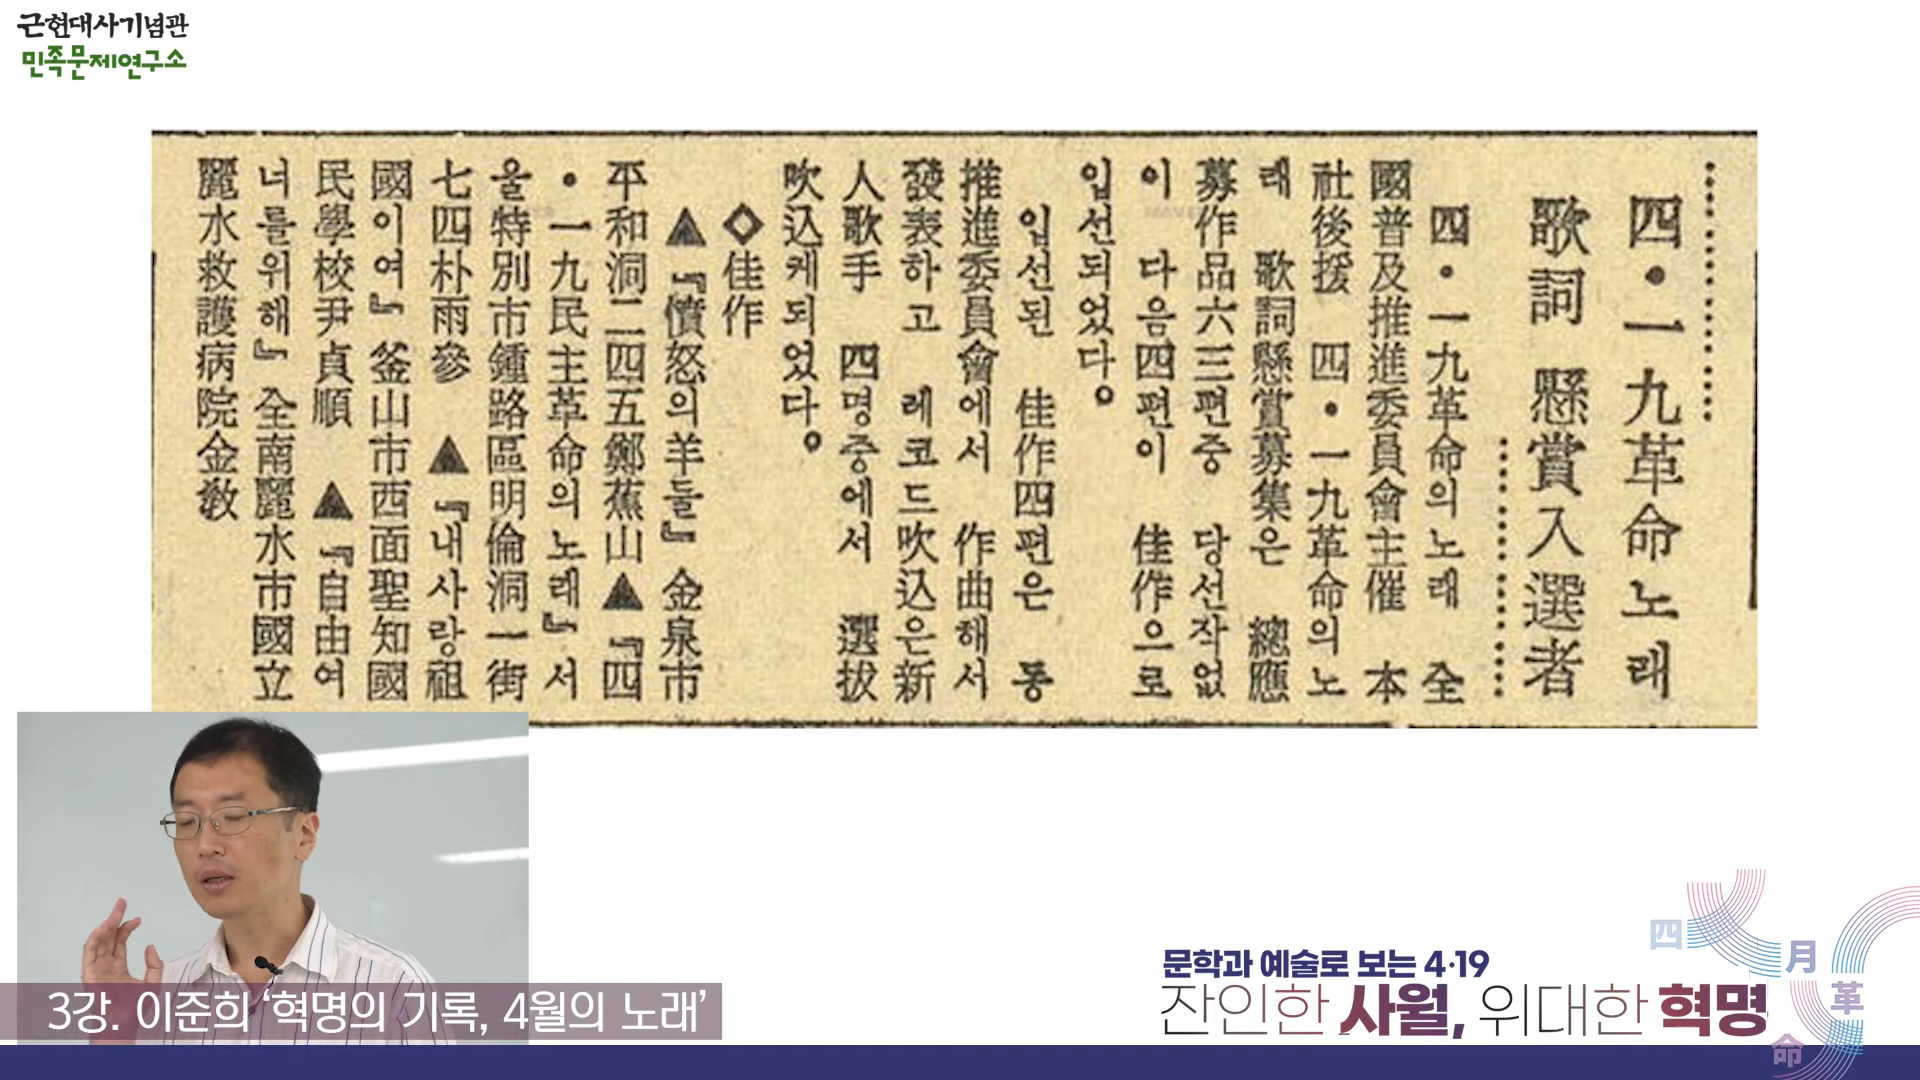 근현대사기념관
민족문제연구소
四·一九革命노래
歌詞 懸賞入選者
四·一九革命의노래 全
國普及及推進委員會主催 本
社後援 四·一九革命의노
래 歌詞懸賞募集은 總應
募作品六三편중 당선작없
이 다음四편이 佳作으로
입선되었다。
입선된 佳作四편은 동
推進委員會에서 作曲해서
發表하고 레코드吹込은新
人歌手 四명중에서 選拔
吹込케되었다。
◇佳作
▲『憤怒의羊들』金泉市
平和洞二四五鄭蕉山▲『四
·一九民主革命의노래』서
울特別市鍾路區明倫洞一街
七四朴雨參 ▲『내사랑祖
國이여』釜山市西面聖知國
民學校尹貞順 ▲『自由여
너를위해』全南麗水市國立
麗水救護病院金敎
3강. 이준희 ‘혁명의 기록, 4월의 노래’
문학과 예술로 보는 4·19
잔인한 사월, 위대한 혁명
四
月
革
命